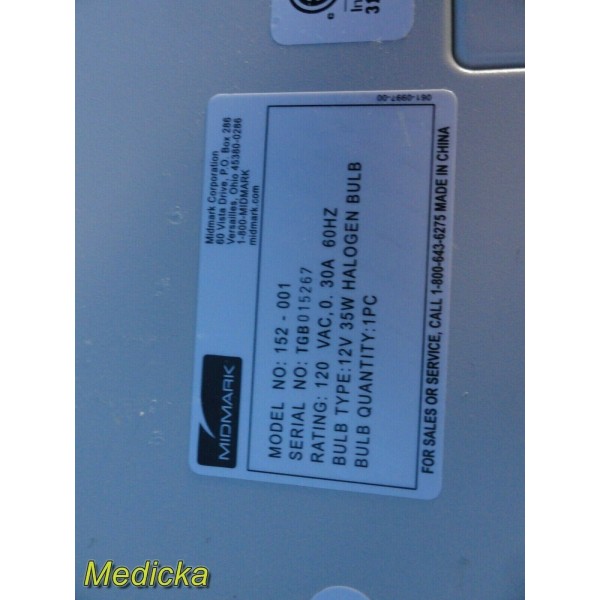 MIDMARK
Midmark Corporation
60 Vista Drive, P.O. Box 286
Versailles, Ohio 45380-0286
1-800-MIDMARK
midmark.com
MODEL NO: 152 - 001
SERIAL NO: TGB015267
RATING: 120 VAC,0. 30A 60HZ
BULB TYPE:12V 35W HALOGEN BULB
BULB QUANTITY:1PC
FOR SALES OR SERVICE, CALL 1-800-643-6275 MADE IN CHINA
061-0997-00
Medicka